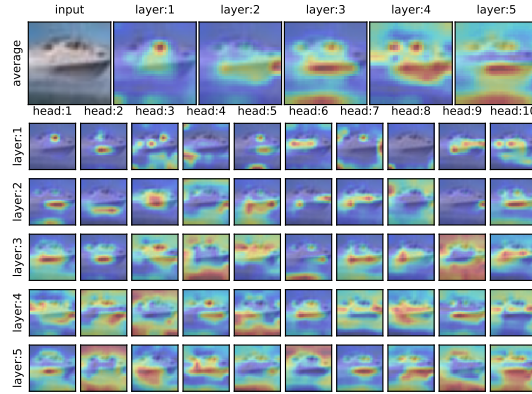 input layer:1 layer:2 layer:3 layer:4 layer:5
average
head:1 head:2 head:3 head:4 head:5 head:6 head:7 head:8 head:9 head:10
layer:1
layer:2
layer:3
layer:4
layer:5